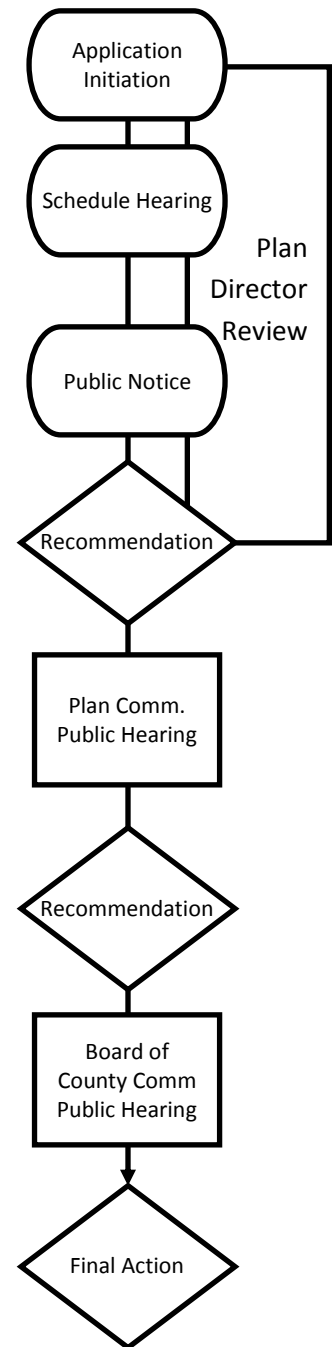 Application
Initiation
Schedule Hearing
Plan
Director
Review
Public Notice
Recommendation
Plan Comm.
Public Hearing
Recommendation
Board of
County Comm
Public Hearing
Final Action